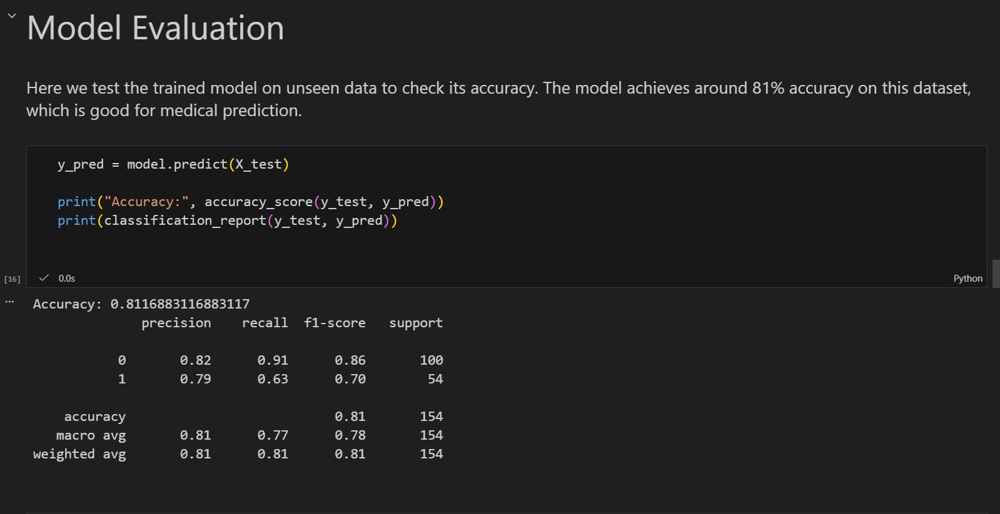 Model Evaluation
Here we test the trained model on unseen data to check its accuracy. The model achieves around 81% accuracy on this dataset,
which is good for medical prediction.
y_pred = model.predict(X_test)
print("Accuracy:", accuracy_score(y_test, y_pred))
print(classification_report(y_test, y_pred))
[16] 0.0s Python
Accuracy: 0.8116883116883117
precision recall f1-score support
0 0.82 0.91 0.86 100
1 0.79 0.63 0.70 54
accuracy 0.81 154
macro avg 0.81 0.77 0.78 154
weighted avg 0.81 0.81 0.81 154